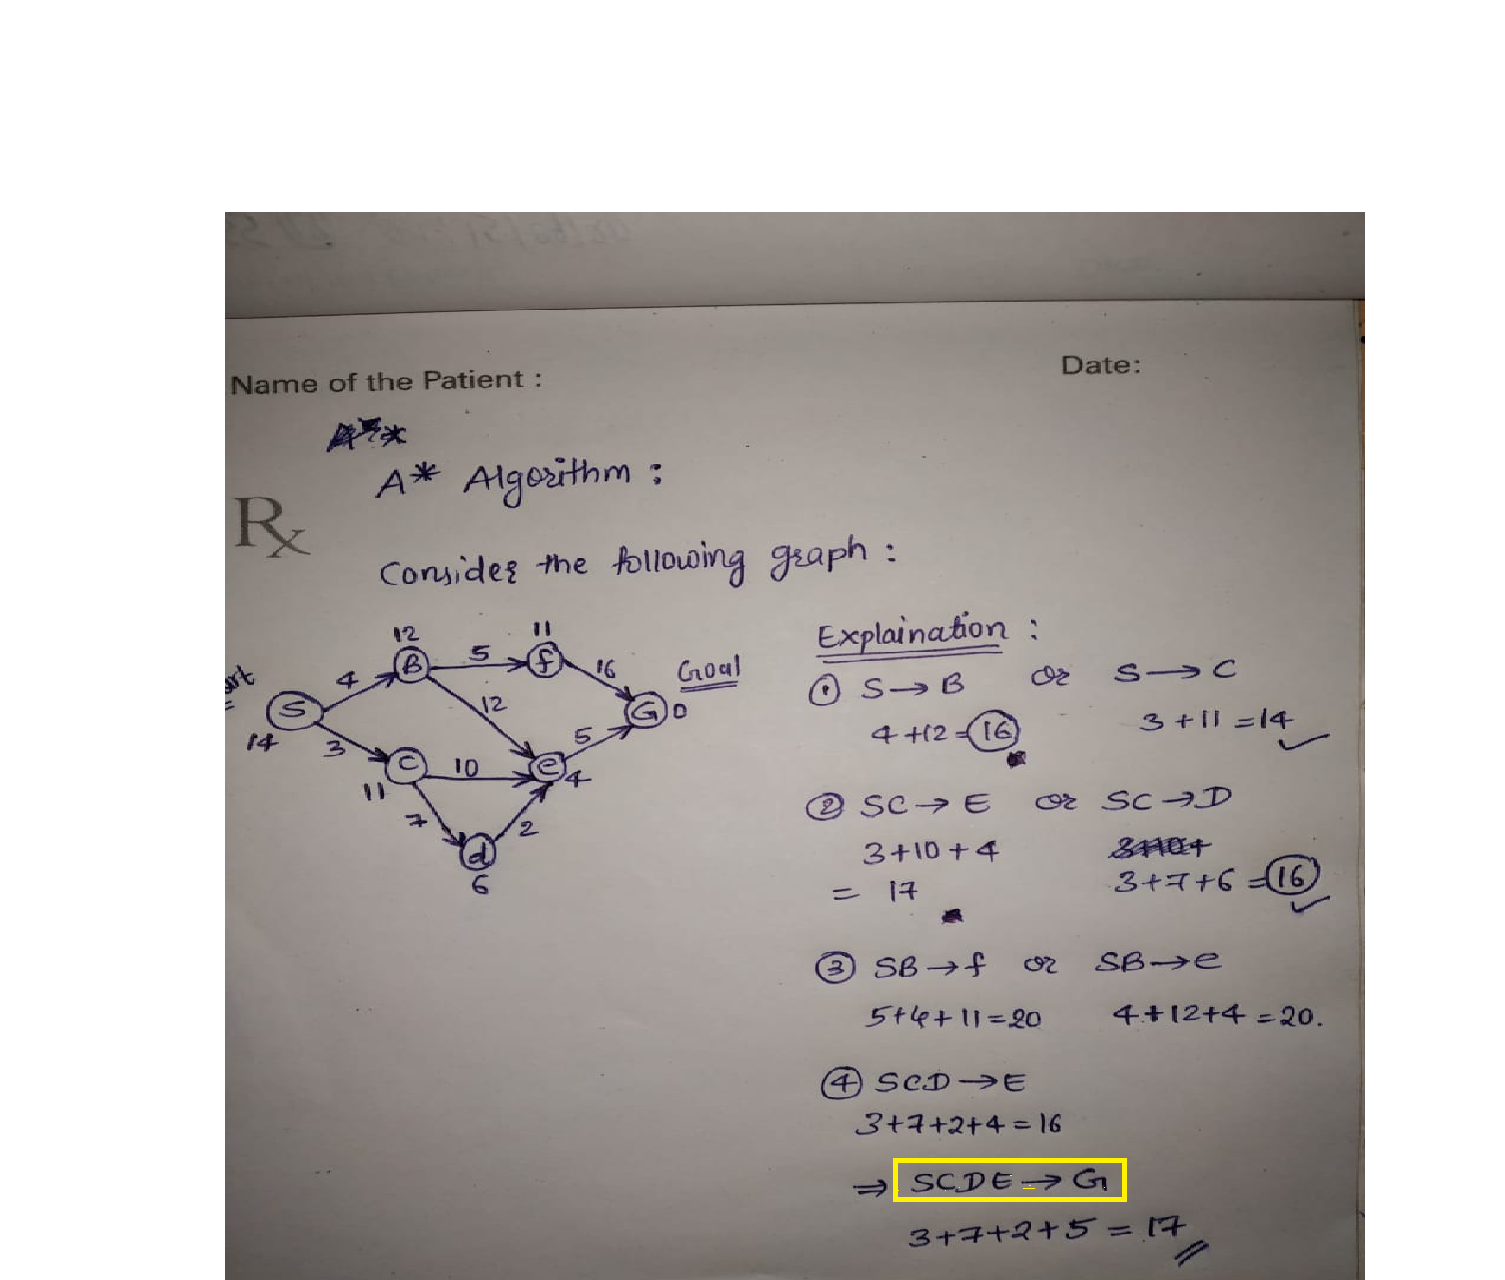 Name of the Patient :
Date:
A* Algorithm :
Rx
Consider the following graph :
12
11
B
5
f
16
Goal
4
S
14
12
G
0
3
5
C
10
e
4
11
7
2
d
6
Explaination :
① S → B or S → C
4+12=16 3+11=14
② SC → E or SC → D
3+10+4 3+7+6=16
= 17
③ SB → f or SB → e
5+4+11=20 4+12+4=20.
④ SCD → E
3+7+2+4=16
⇒ SCDE → G
3+7+2+5=17